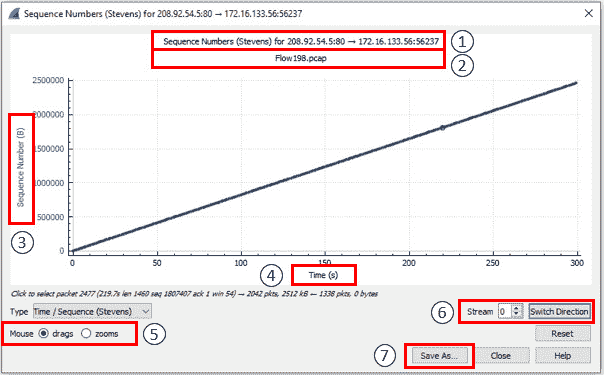 Sequence Numbers (Stevens) for 208.92.54.5:80 → 172.16.133.56:56237
Sequence Numbers (Stevens) for 208.92.54.5:80 → 172.16.133.56:56237
1
Flow198.pcap
2
2500000
2000000
1500000
1000000
500000
0
Sequence Number (B)
3
0 50 100 150 200 250 300
4
Time (s)
Click to select packet 2477 (219.7s len 1460 seq 1807407 ack 1 win 54) → 2042 pkts, 2512 kB ← 1336 pkts, 0 bytes
6
Type Time / Sequence (Stevens) Stream 0 Switch Direction
Mouse drags zooms 5 Reset
7 Save As... Close Help